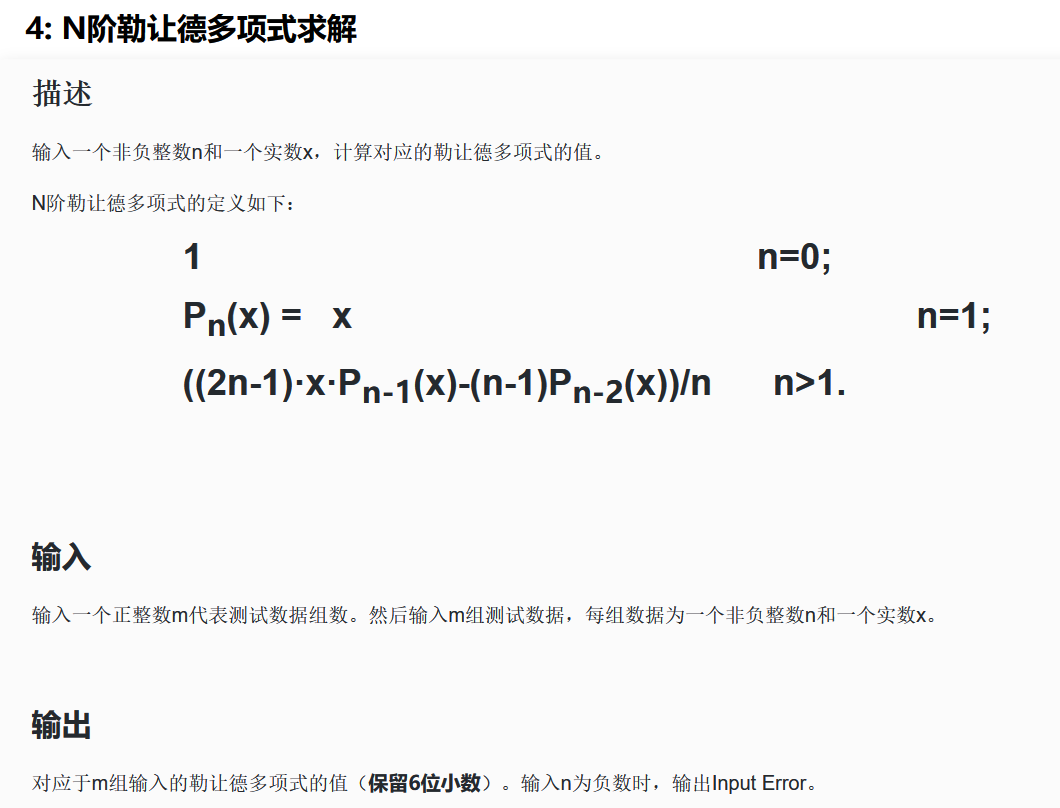 4: N阶勒让德多项式求解
描述
输入一个非负整数n和一个实数x，计算对应的勒让德多项式的值。
N阶勒让德多项式的定义如下：
1 n=0;
Pn(x) = x n=1;
((2n-1)·x·Pn-1(x)-(n-1)Pn-2(x))/n n>1.
输入
输入一个正整数m代表测试数据组数。然后输入m组测试数据，每组数据为一个非负整数n和一个实数x。
输出
对应于m组输入的勒让德多项式的值（保留6位小数）。输入n为负数时，输出Input Error。